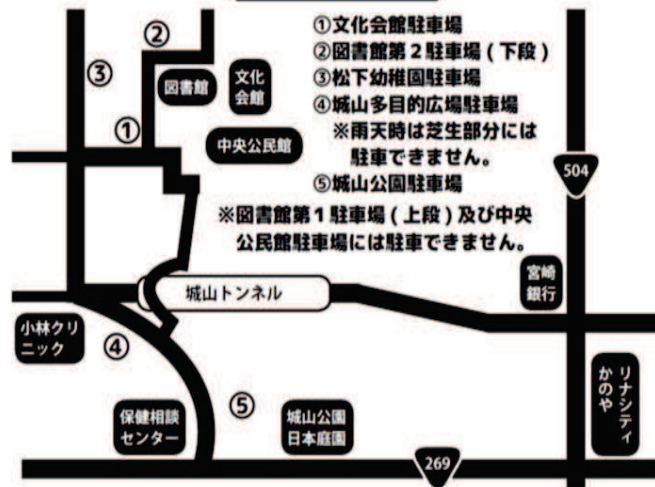 ①文化会館駐車場
②図書館第２駐車場(下段)
③松下幼稚園駐車場
④城山多目的広場駐車場
※雨天時は芝生部分には
駐車できません。
⑤城山公園駐車場
※図書館第１駐車場(上段)及び中央
公民館駐車場には駐車できません。
②
③
①
図書館
文化
会館
中央公民館
504
宮崎
銀行
城山トンネル
小林クリ
ニック
④
⑤
保健相談
センター
城山公園
日本庭園
リナシティ
かのや
269